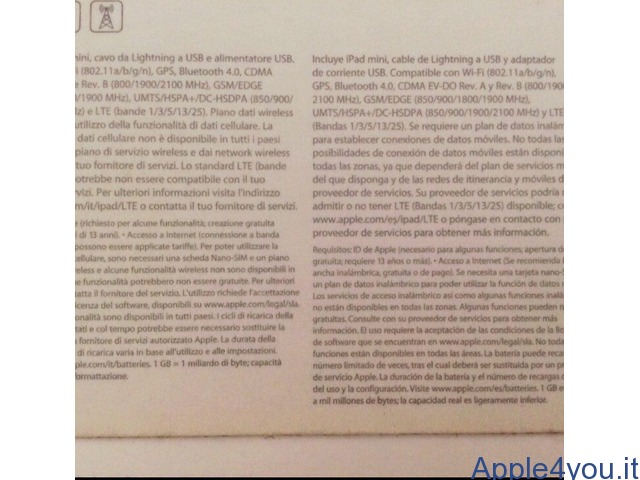 ini, cavo da Lightning a USB e alimentatore USB.
(802.11a/b/g/n), GPS, Bluetooth 4.0, CDMA
Rev. B (800/1900/2100 MHz), GSM/EDGE
/1900 MHz), UMTS/HSPA+/DC-HSDPA (850/900/
e LTE (bande 1/3/5/13/25). Piano dati wireless
utilizzo della funzionalità di dati cellulare. La
dati cellulare non è disponibile in tutti i paesi
piano di servizio wireless e dai network wireless
tuo fornitore di servizi. Lo standard LTE (bande
otrebbe non essere compatibile con il tuo
vizi. Per ulteriori informazioni visita l'indirizzo
m/it/ipad/LTE o contatta il tuo fornitore di servizi.
(richiesto per alcune funzionalità; creazione gratuita
di 13 anni). • Accesso a Internet (connessione a banda
possono essere applicate tariffe). Per poter utilizzare la
ellulare, sono necessari una scheda Nano-SIM e un piano
eless e alcune funzionalità wireless non sono disponibili in
ne funzionalità potrebbero non essere gratuite. Per ulteriori
tatta il fornitore del servizio. L'utilizzo richiede l'accettazione
icenza del software, disponibili su www.apple.com/legal/sla.
onalità sono disponibili in tutti i paesi. I cicli di ricarica della
tati e col tempo potrebbe essere necessario sostituire la
fornitore di servizi autorizzato Apple. La durata della
di ricarica varia in base all'utilizzo e alle impostazioni.
ple.com/it/batteries. 1 GB = 1 miliardo di byte; capacità
formattazione.
Incluye iPad mini, cable de Lightning a USB y adaptador
de corriente USB. Compatible con Wi-Fi (802.11a/b/g/n),
GPS, Bluetooth 4.0, CDMA EV-DO Rev. A y Rev. B (800/1900
2100 MHz), GSM/EDGE (850/900/1800/1900 MHz),
UMTS/HSPA+/DC-HSDPA (850/900/1900/2100 MHz) y LTE
(Bandas 1/3/5/13/25). Se requiere un plan de datos inalám
para establecer conexiones de datos móviles. No todas las
posibilidades de conexión de datos móviles están disponi
todas las zonas, ya que dependerá del plan de servicios m
del que disponga y de las redes de itinerancia y móviles d
proveedor de servicios. Su proveedor de servicios podría n
admitir o no tener LTE (Bandas 1/3/5/13/25) disponible; co
www.apple.com/es/ipad/LTE o póngase en contacto con
proveedor de servicios para obtener más información.
Requisitos: ID de Apple (necesario para algunas funciones; apertura de
gratuita; requiere 13 años o más). • Acceso a Internet (Se recomienda l
ancha inalámbrica, gratuita o de pago). Se necesita una tarjeta nano-S
un plan de datos inalámbrico para poder utilizar la función de datos m
Los servicios de acceso inalámbrico así como algunas funciones inalá
no están disponibles en todas las zonas. Algunas funciones pueden n
gratuitas. Consulte con su proveedor de servicios para obtener más
información. El uso requiere la aceptación de las condiciones de la lic
de software que se encuentran en www.apple.com/legal/sla. No toda
funciones están disponibles en todas las áreas. La batería puede reca
número limitado de veces, tras el cual deberá ser sustituida por un pr
de servicio Apple. La duración de la batería y el número de recargas d
del uso y la configuración. Visite www.apple.com/es/batteries. 1 GB e
a mil millones de bytes; la capacidad real es ligeramente inferior.
Apple4you.it